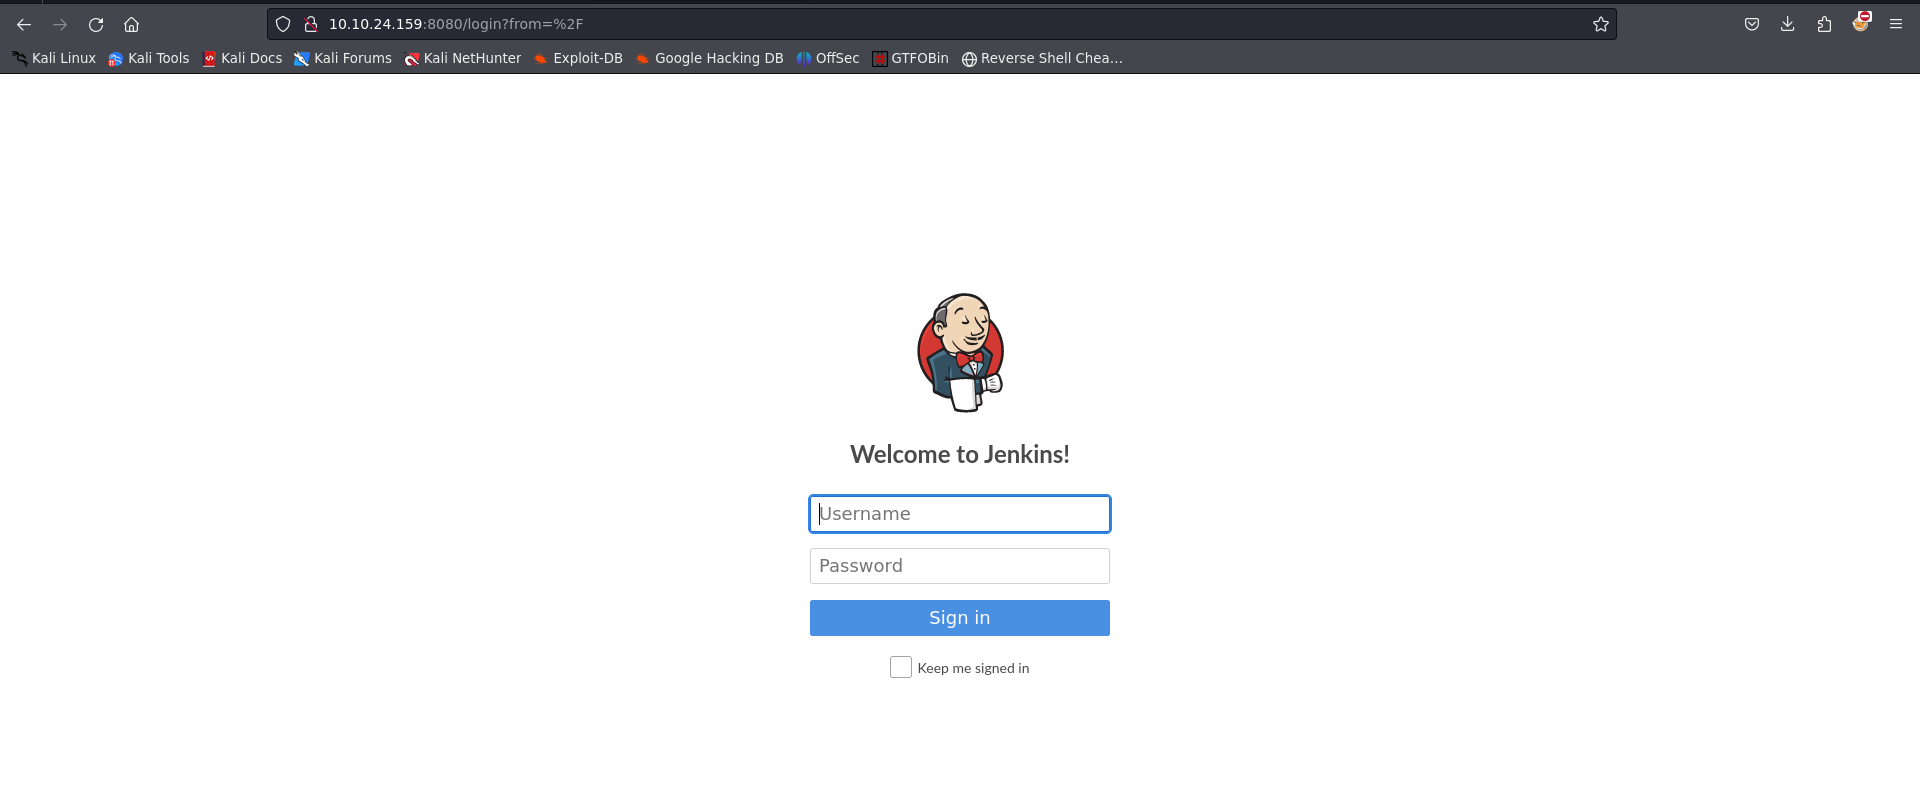 10.10.24.159:8080/login?from=%2F
Kali Linux Kali Tools Kali Docs Kali Forums Kali NetHunter Exploit-DB Google Hacking DB OffSec GTFOBin Reverse Shell Chea…
Welcome to Jenkins!
Username
Password
Sign in
Keep me signed in